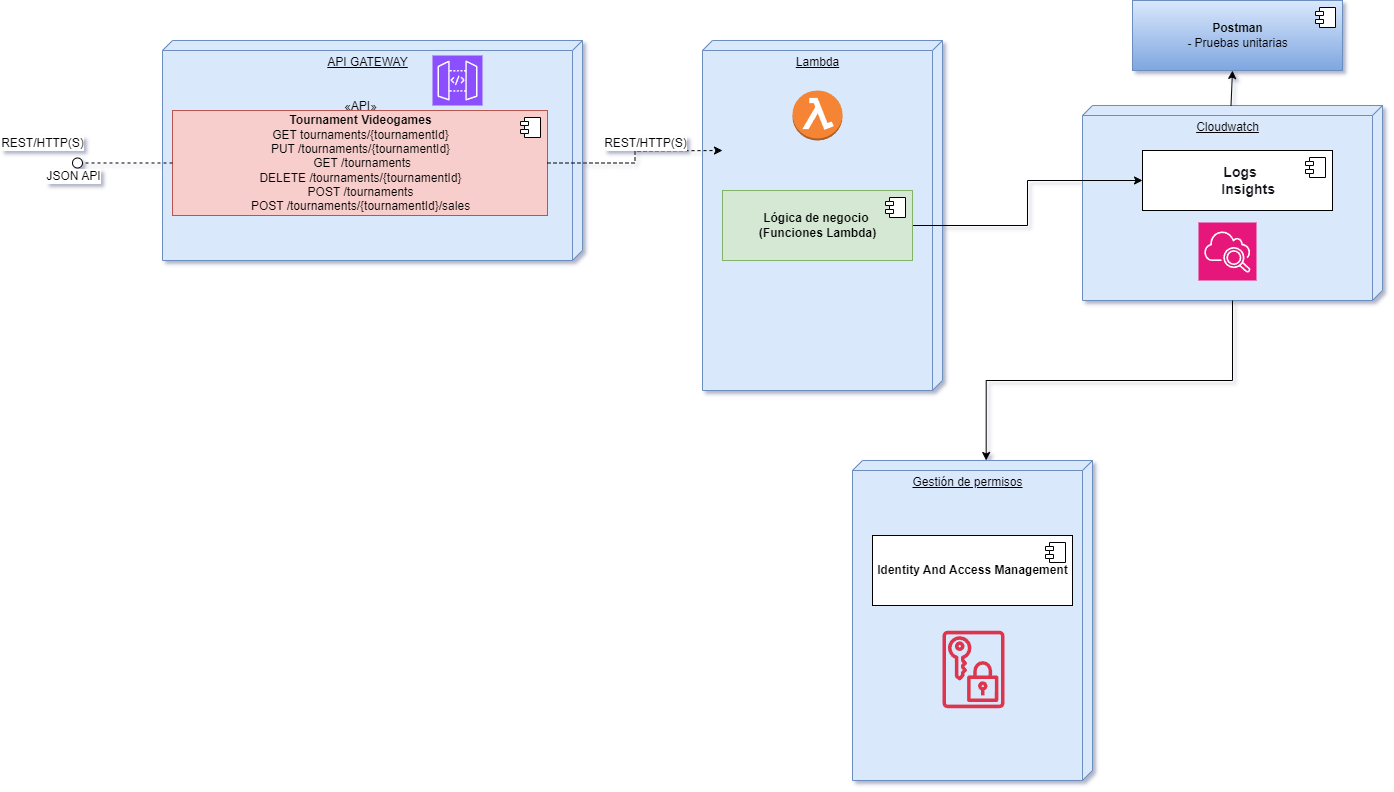 REST/HTTP(S)
JSON API
API GATEWAY
«API»
Tournament Videogames
GET tournaments/{tournamentId}
PUT /tournaments/{tournamentId}
GET /tournaments
DELETE /tournaments/{tournamentId}
POST /tournaments
POST /tournaments/{tournamentId}/sales
REST/HTTP(S)
Lambda
Lógica de negocio
(Funciones Lambda)
Postman
- Pruebas unitarias
Cloudwatch
Logs
Insights
Gestión de permisos
Identity And Access Management